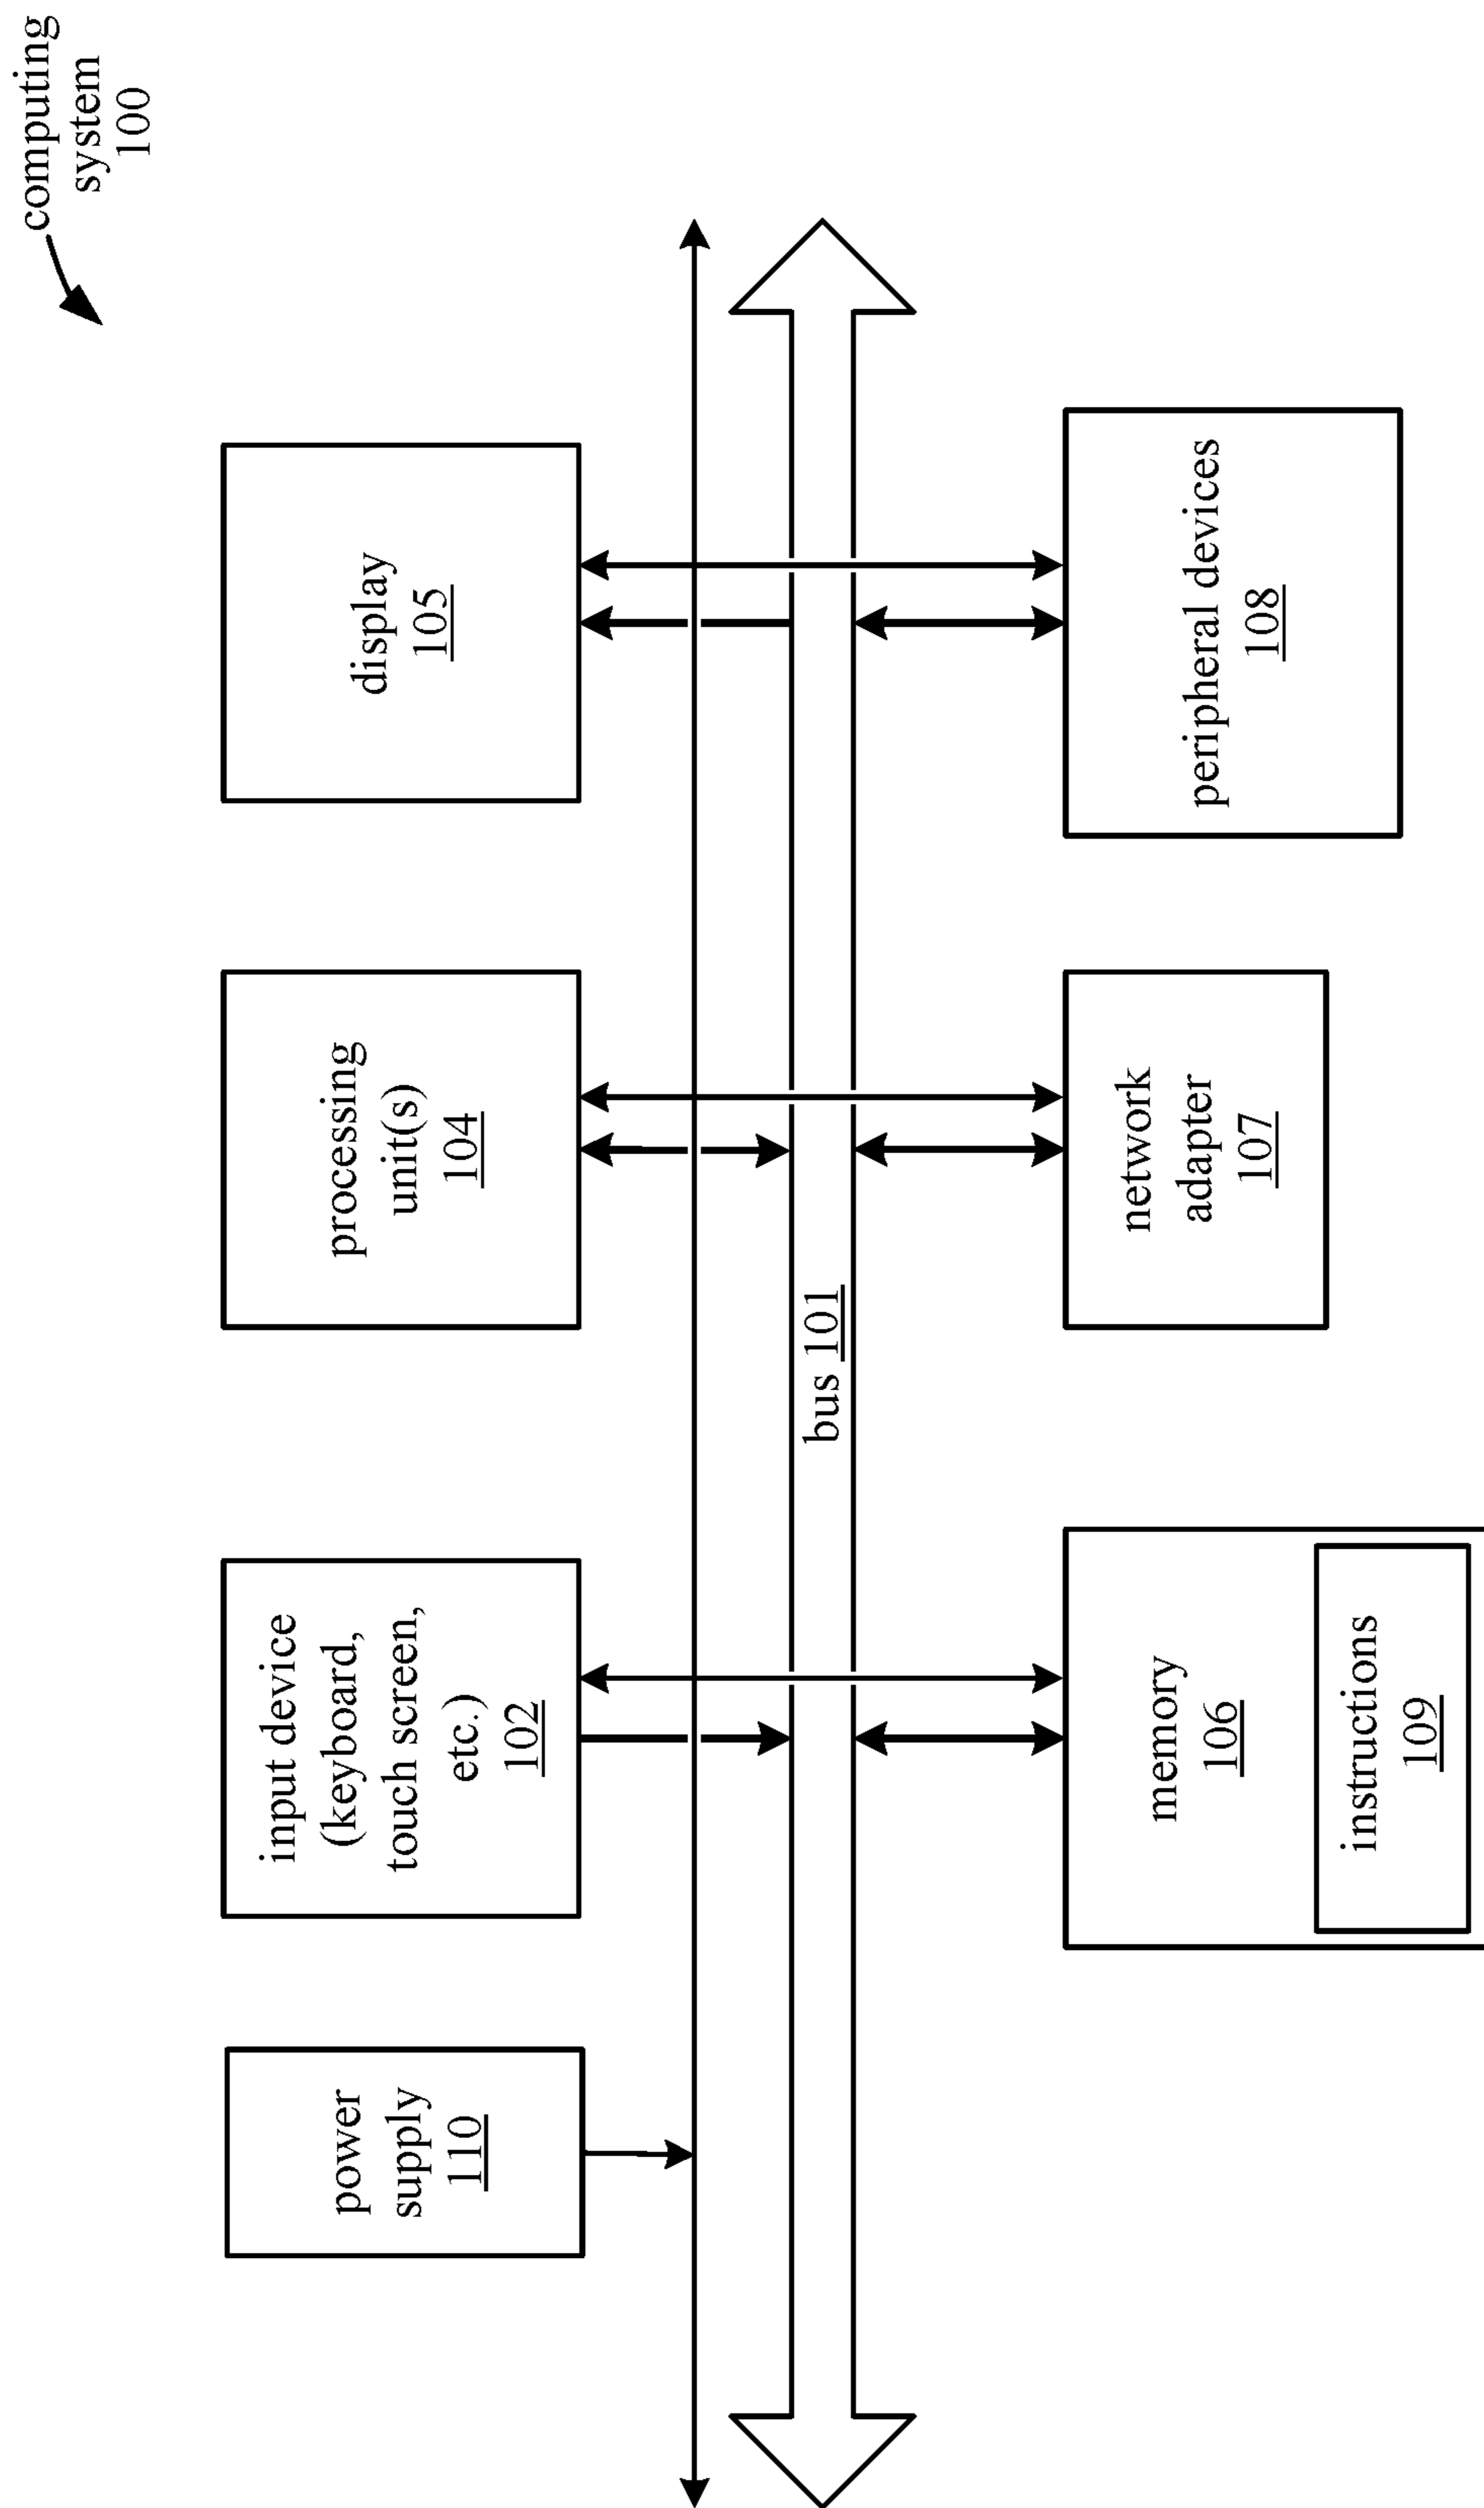 computing
system
100
power
supply
110
input device
(keyboard,
touch screen,
etc.)
102
processing
unit(s)
104
display
105
bus 101
memory
106
instructions
109
network
adapter
107
peripheral devices
108